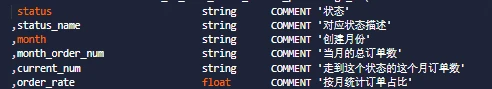 status string COMMENT '状态'
,status_name string COMMENT '对应状态描述'
,month string COMMENT '创建月份'
,month_order_num string COMMENT '当月的总订单数'
,current_num string COMMENT '走到这个状态的这个月订单数'
,order_rate float COMMENT '按月统计订单占比'